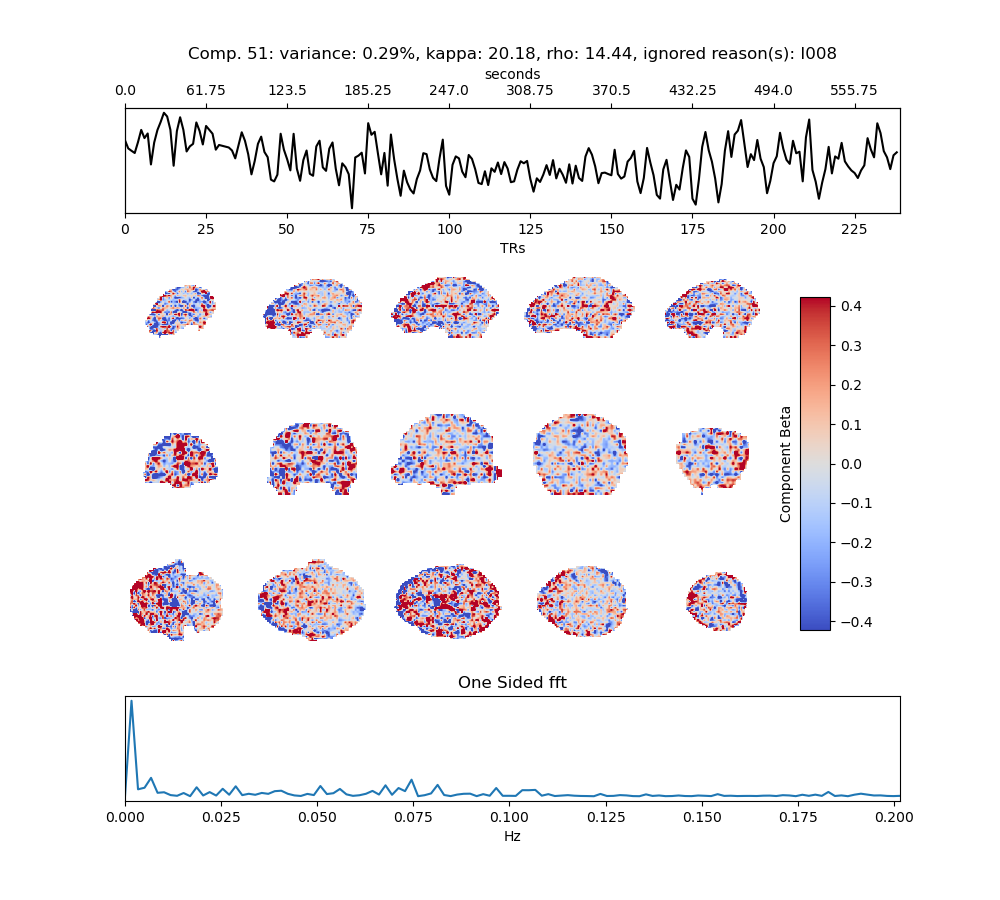 Comp. 51: variance: 0.29%, kappa: 20.18, rho: 14.44, ignored reason(s): I008
seconds
0.0 61.75 123.5 185.25 247.0 308.75 370.5 432.25 494.0 555.75
0 25 50 75 100 125 150 175 200 225
TRs
0.4
0.3
0.2
0.1
0.0
−0.1
−0.2
−0.3
−0.4
Component Beta
One Sided fft
0.000 0.025 0.050 0.075 0.100 0.125 0.150 0.175 0.200
Hz